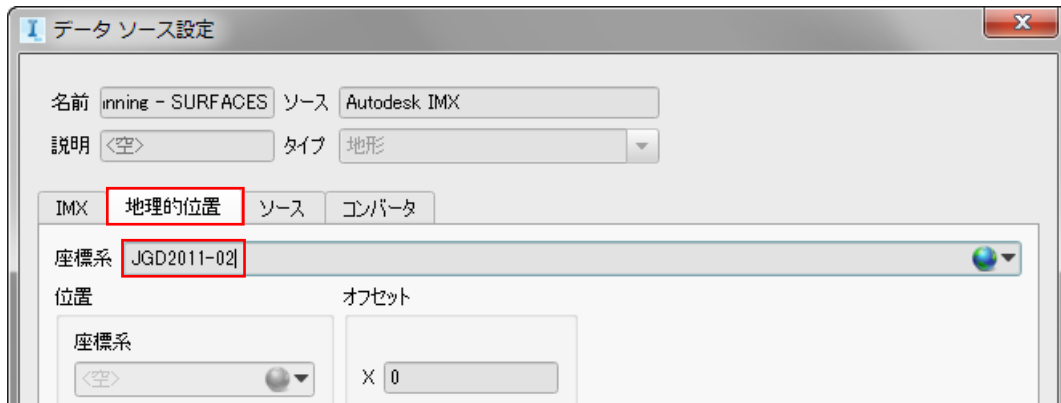 データ ソース設定
名前 inning - SURFACES ソース Autodesk IMX
説明 <空> タイプ 地形
IMX 地理的位置 ソース コンバータ
座標系 JGD2011-02
位置 オフセット
座標系
<空> X 0